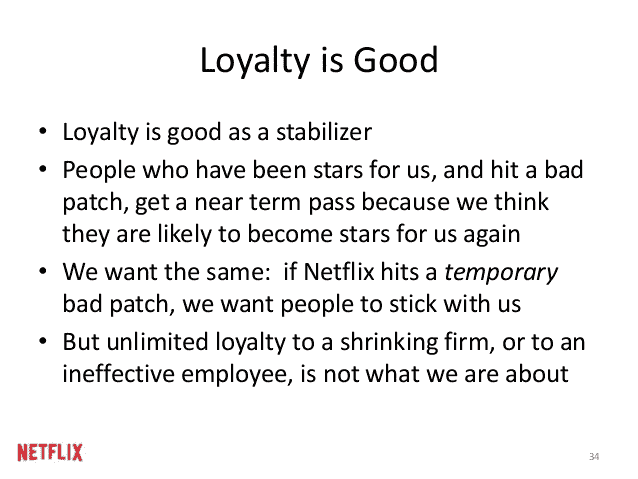 Loyalty is Good
• Loyalty is good as a stabilizer
• People who have been stars for us, and hit a bad
patch, get a near term pass because we think
they are likely to become stars for us again
• We want the same:  if Netflix hits a temporary
bad patch, we want people to stick with us
• But unlimited loyalty to a shrinking firm, or to an
ineffective employee, is not what we are about
NETFLIX
34